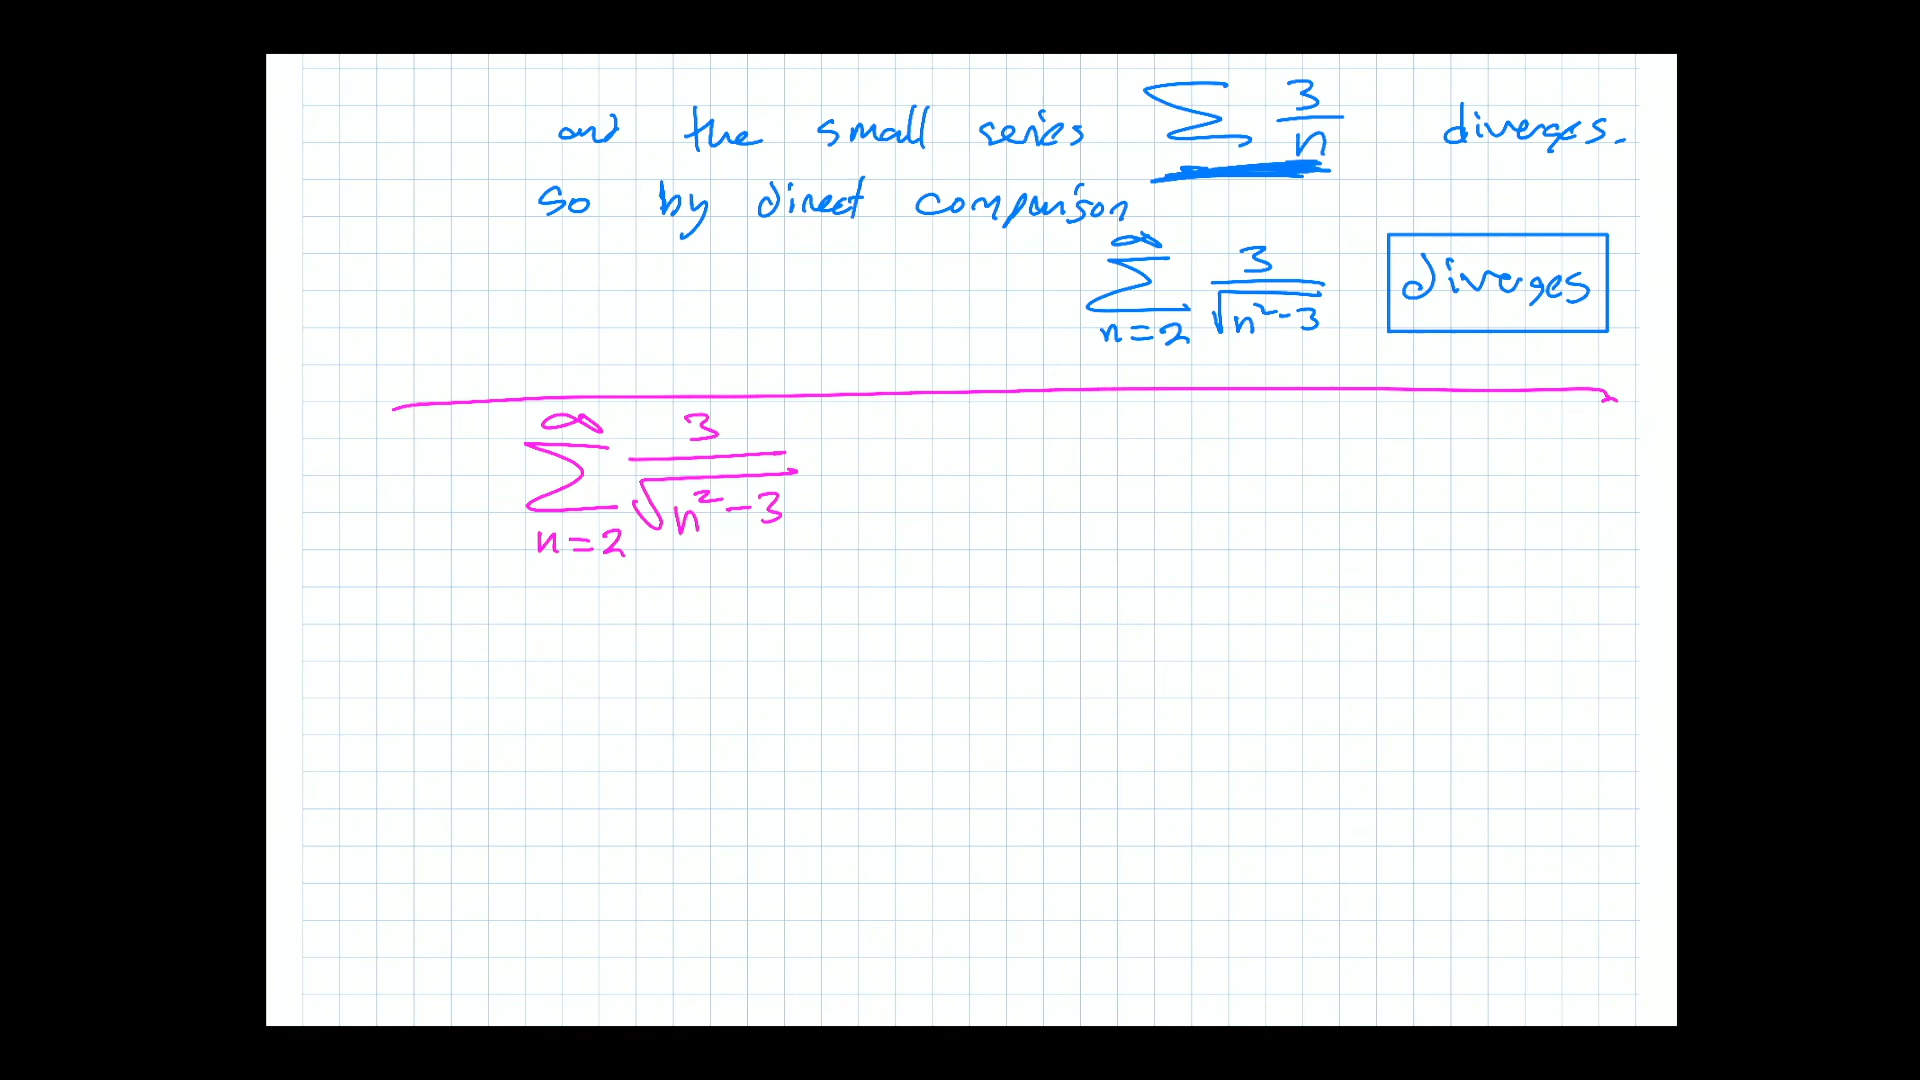 and the small series ∑ 3/n diverges.
so by direct comparison
∞∑n=2 3/√(n²-3) diverges
∞∑n=2 3/√(n²-3)